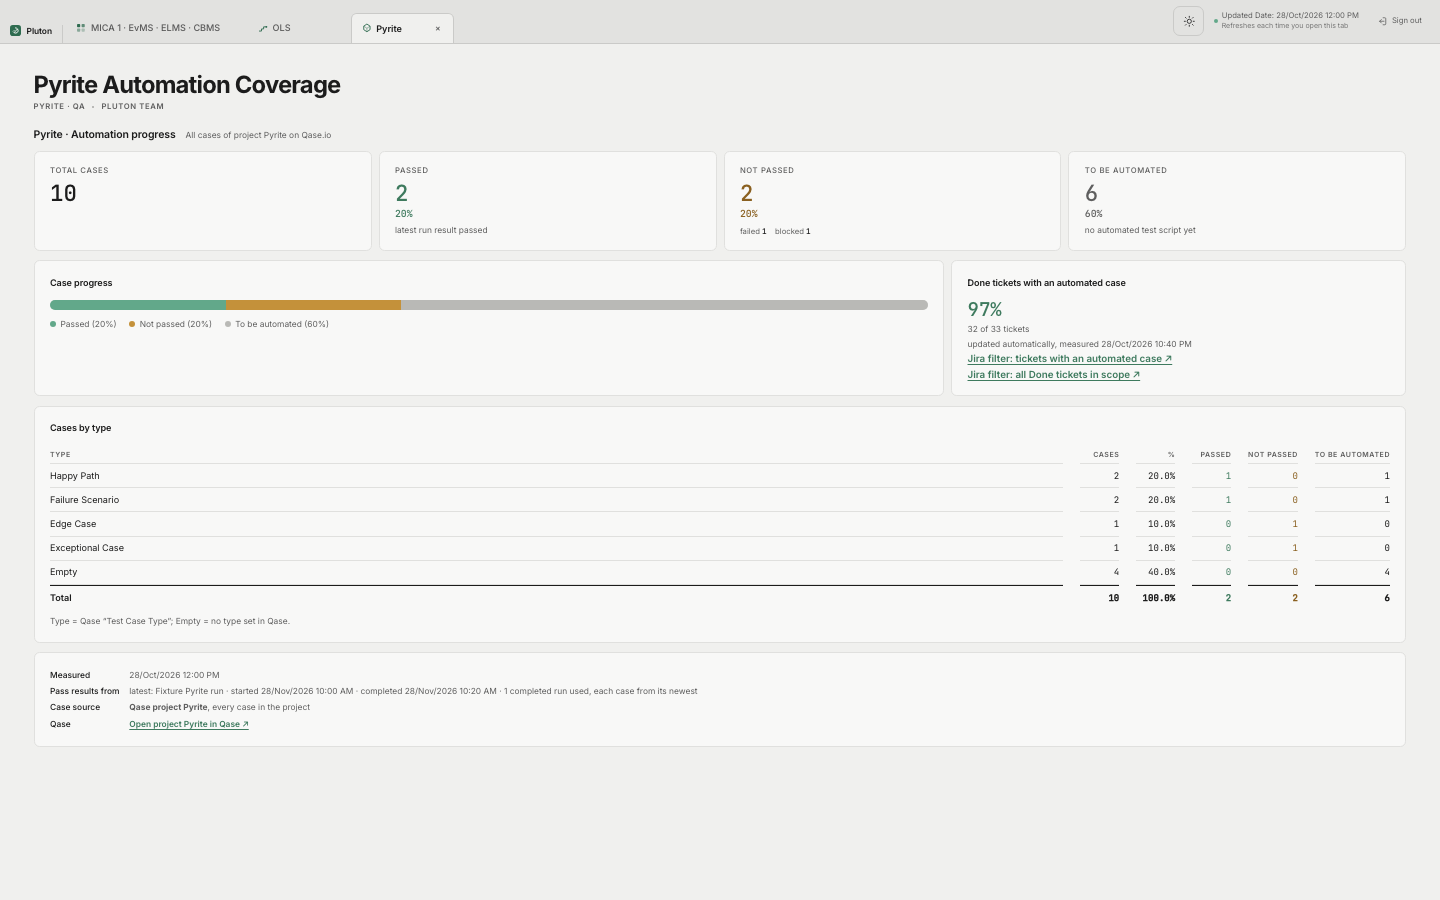 Pluton
MICA 1 · EvMS · ELMS · CBMS
OLS
Pyrite ×
Updated Date: 28/Oct/2026 12:00 PM
Refreshes each time you open this tab
Sign out
Pyrite Automation Coverage
PYRITE · QA · PLUTON TEAM
Pyrite · Automation progress All cases of project Pyrite on Qase.io
TOTAL CASES
10
PASSED
2
20%
latest run result passed
NOT PASSED
2
20%
failed 1 blocked 1
TO BE AUTOMATED
6
60%
no automated test script yet
Case progress
Passed (20%) Not passed (20%) To be automated (60%)
Done tickets with an automated case
97%
32 of 33 tickets
updated automatically, measured 28/Oct/2026 10:40 PM
Jira filter: tickets with an automated case ↗
Jira filter: all Done tickets in scope ↗
Cases by type
TYPE CASES % PASSED NOT PASSED TO BE AUTOMATED
Happy Path 2 20.0% 1 0 1
Failure Scenario 2 20.0% 1 0 1
Edge Case 1 10.0% 0 1 0
Exceptional Case 1 10.0% 0 1 0
Empty 4 40.0% 0 0 4
Total 10 100.0% 2 2 6
Type = Qase "Test Case Type"; Empty = no type set in Qase.
Measured 28/Oct/2026 12:00 PM
Pass results from latest: Fixture Pyrite run · started 28/Nov/2026 10:00 AM · completed 28/Nov/2026 10:20 AM · 1 completed run used, each case from its newest
Case source Qase project Pyrite, every case in the project
Qase Open project Pyrite in Qase ↗